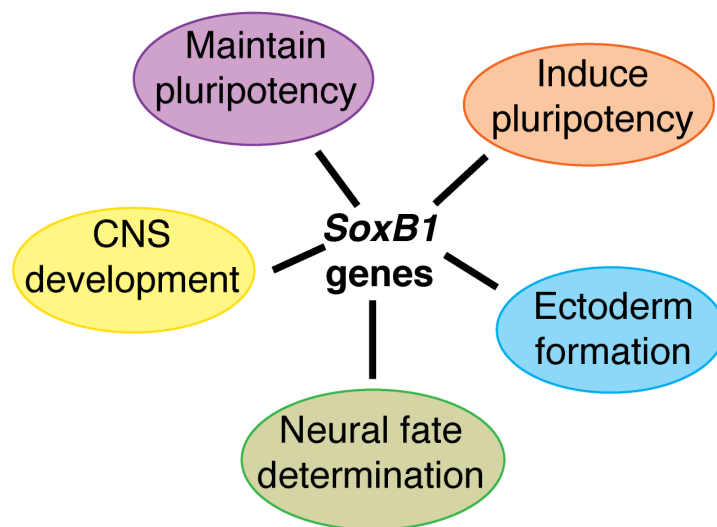 Maintain
pluripotency
Induce
pluripotency
SoxB1
genes
CNS
development
Ectoderm
formation
Neural fate
determination